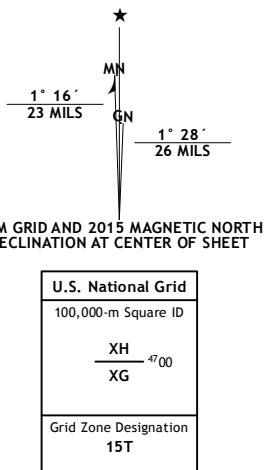 ★
MN
1° 16´
23 MILS
GN
1° 28´
26 MILS
M GRID AND 2015 MAGNETIC NORTH
ECLINATION AT CENTER OF SHEET
U.S. National Grid
100,000-m Square ID
XH
4700
XG
Grid Zone Designation
15T